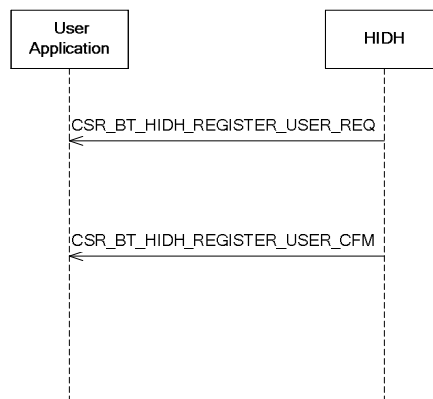 User
Application
HIDH
CSR_BT_HIDH_REGISTER_USER_REQ
CSR_BT_HIDH_REGISTER_USER_CFM